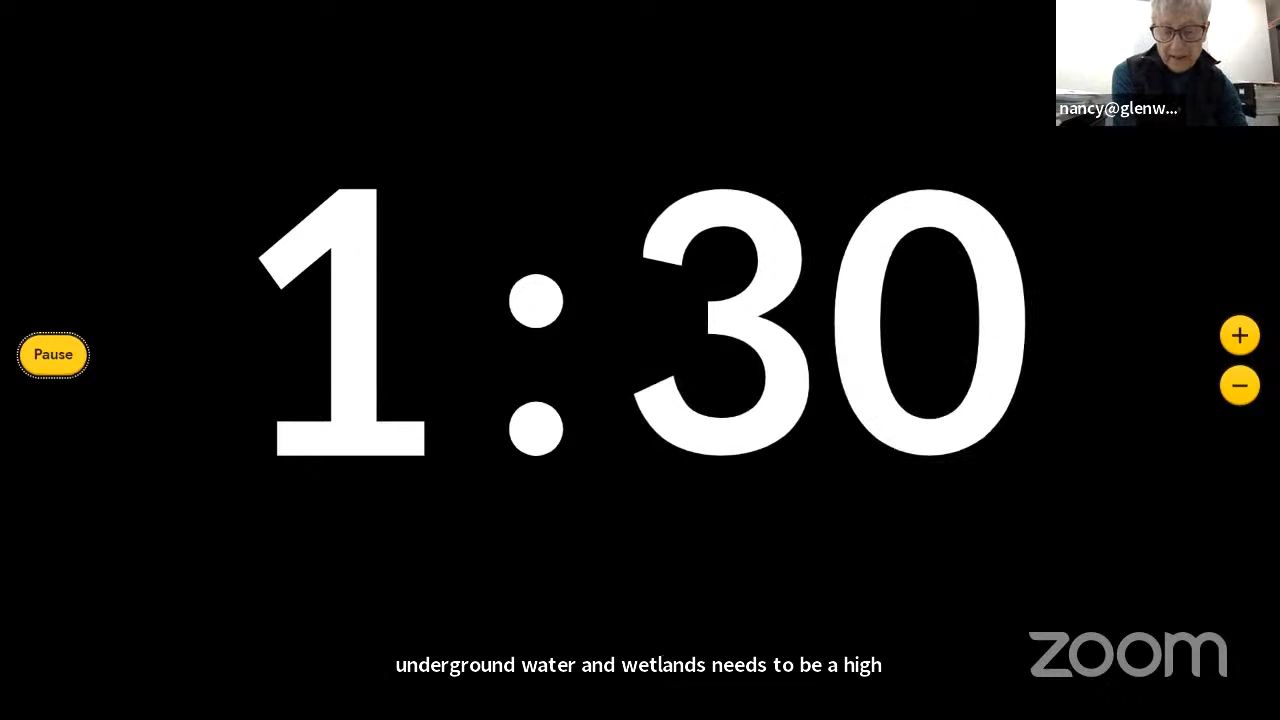 nancy@glenw...
1:30
Pause
+
−
underground water and wetlands needs to be a high
zoom